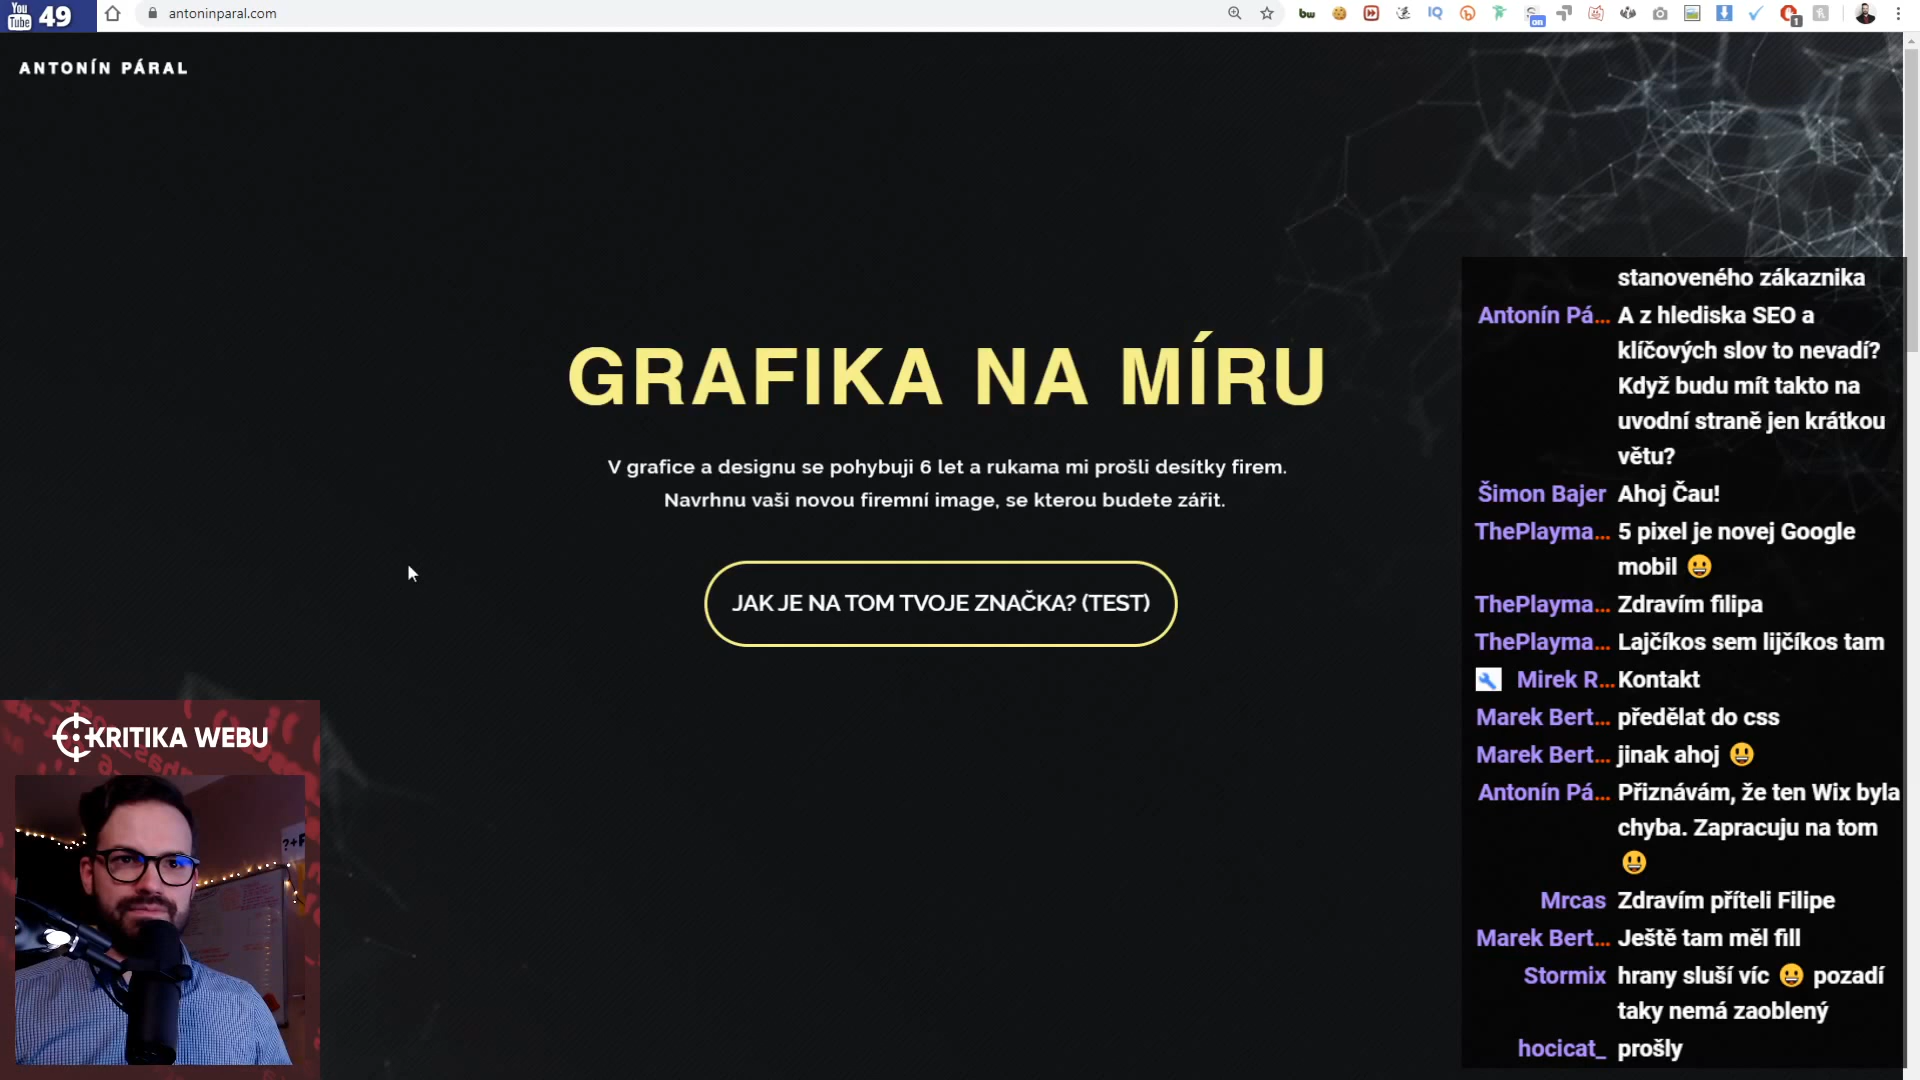 You
Tube 49
antoninparal.com
bw
IQ
on
1
ANTONÍN PÁRAL
GRAFIKA NA MÍRU
V grafice a designu se pohybuji 6 let a rukama mi prošli desítky firem.
Navrhnu vaši novou firemní image, se kterou budete zářit.
JAK JE NA TOM TVOJE ZNAČKA? (TEST)
KRITIKA WEBU
stanoveného zákaznika
Antonín Pá... A z hlediska SEO a
klíčových slov to nevadí?
Když budu mít takto na
uvodní straně jen krátkou
větu?
Šimon Bajer Ahoj Čau!
ThePlayma... 5 pixel je novej Google
mobil 😀
ThePlayma... Zdravím filipa
ThePlayma... Lajčíkos sem lijčíkos tam
Mirek R... Kontakt
Marek Bert... předělat do css
Marek Bert... jinak ahoj 😃
Antonín Pá... Přiznávám, že ten Wix byla
chyba. Zapracuju na tom
😃
Mrcas Zdravím příteli Filipe
Marek Bert... Ještě tam měl fill
Stormix hrany sluší víc 😀 pozadí
taky nemá zaoblený
hocicat_ prošly